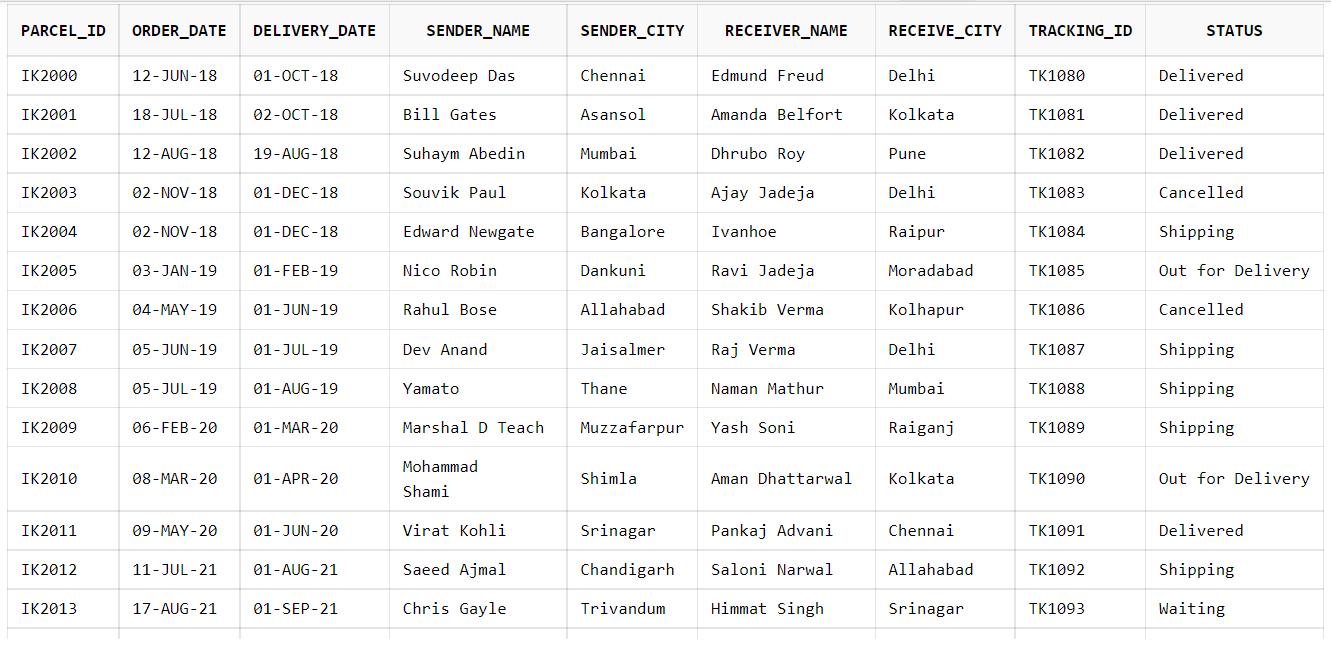 PARCEL_ID ORDER_DATE DELIVERY_DATE SENDER_NAME SENDER_CITY RECEIVER_NAME RECEIVE_CITY TRACKING_ID STATUS
IK2000 12-JUN-18 01-OCT-18 Suvodeep Das Chennai Edmund Freud Delhi TK1080 Delivered
IK2001 18-JUL-18 02-OCT-18 Bill Gates Asansol Amanda Belfort Kolkata TK1081 Delivered
IK2002 12-AUG-18 19-AUG-18 Suhaym Abedin Mumbai Dhrubo Roy Pune TK1082 Delivered
IK2003 02-NOV-18 01-DEC-18 Souvik Paul Kolkata Ajay Jadeja Delhi TK1083 Cancelled
IK2004 02-NOV-18 01-DEC-18 Edward Newgate Bangalore Ivanhoe Raipur TK1084 Shipping
IK2005 03-JAN-19 01-FEB-19 Nico Robin Dankuni Ravi Jadeja Moradabad TK1085 Out for Delivery
IK2006 04-MAY-19 01-JUN-19 Rahul Bose Allahabad Shakib Verma Kolhapur TK1086 Cancelled
IK2007 05-JUN-19 01-JUL-19 Dev Anand Jaisalmer Raj Verma Delhi TK1087 Shipping
IK2008 05-JUL-19 01-AUG-19 Yamato Thane Naman Mathur Mumbai TK1088 Shipping
IK2009 06-FEB-20 01-MAR-20 Marshal D Teach Muzzafarpur Yash Soni Raiganj TK1089 Shipping
IK2010 08-MAR-20 01-APR-20 Mohammad Shami Shimla Aman Dhattarwal Kolkata TK1090 Out for Delivery
IK2011 09-MAY-20 01-JUN-20 Virat Kohli Srinagar Pankaj Advani Chennai TK1091 Delivered
IK2012 11-JUL-21 01-AUG-21 Saeed Ajmal Chandigarh Saloni Narwal Allahabad TK1092 Shipping
IK2013 17-AUG-21 01-SEP-21 Chris Gayle Trivandum Himmat Singh Srinagar TK1093 Waiting